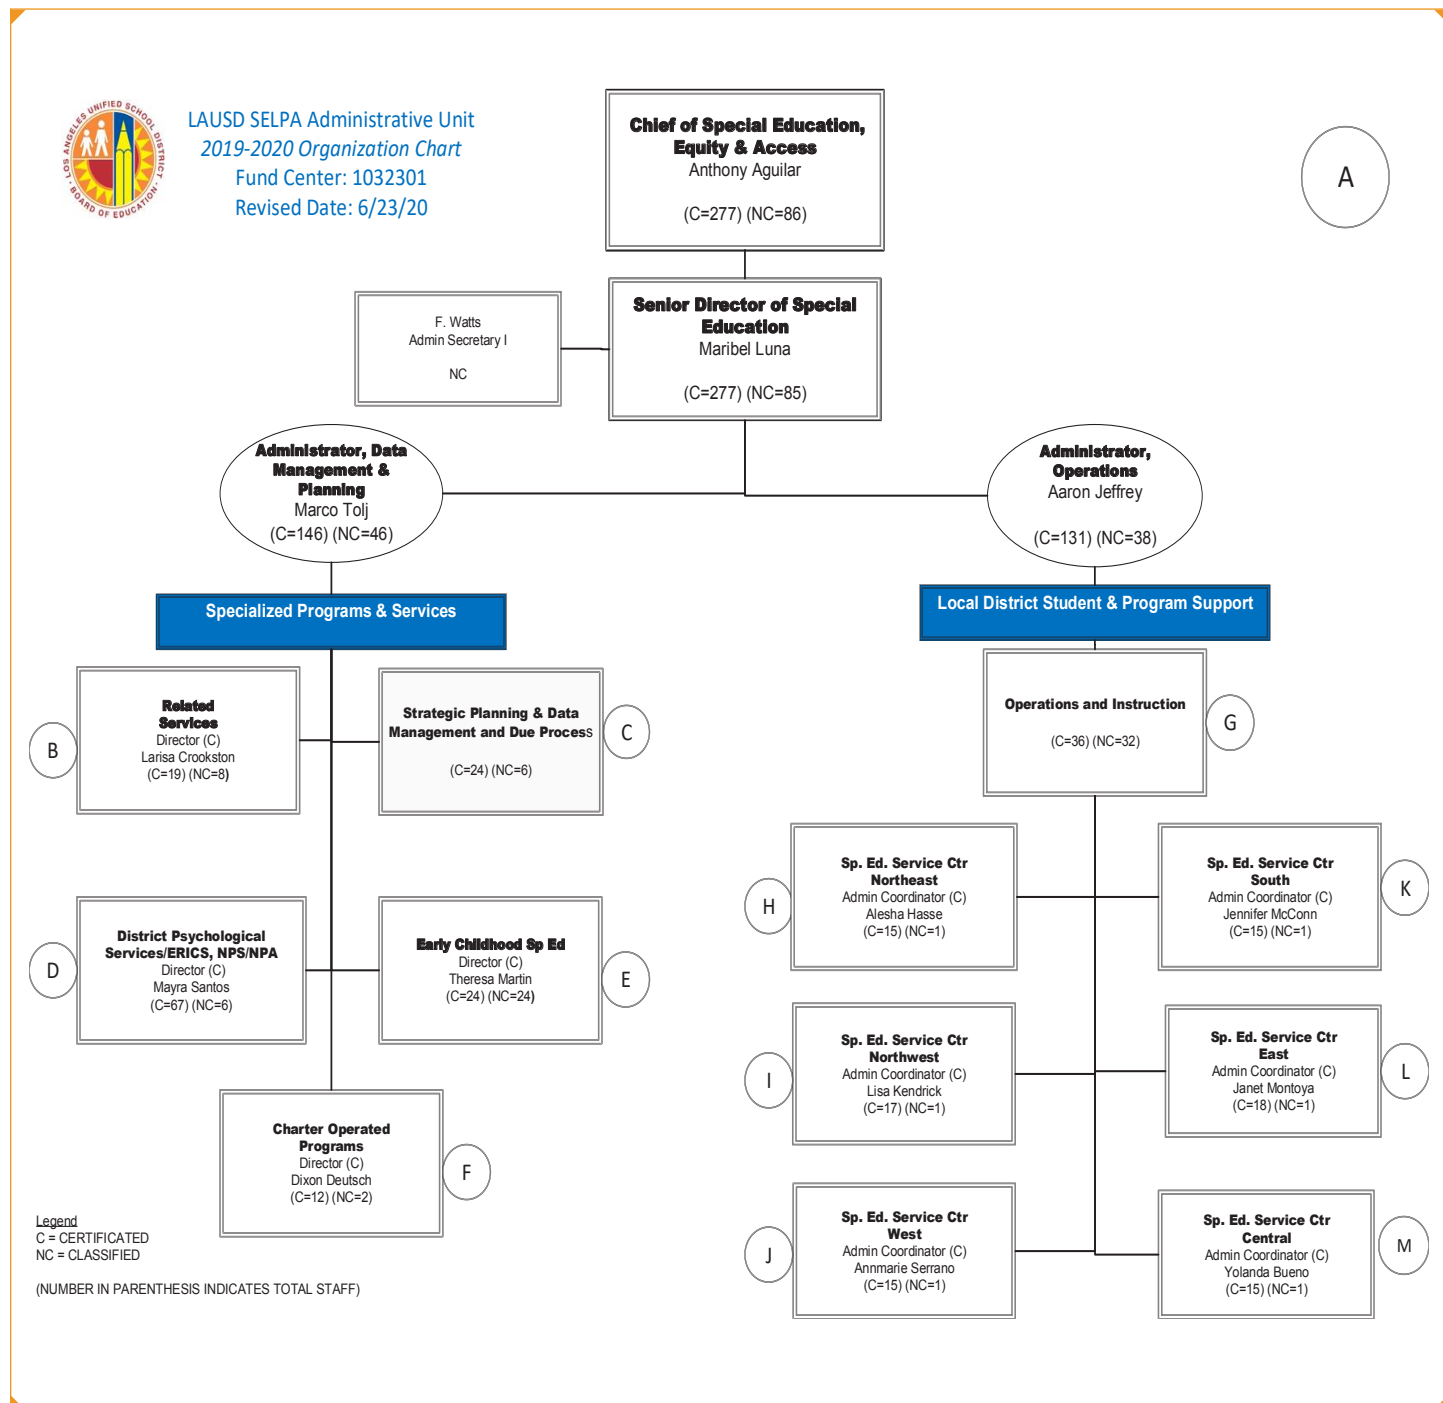 LOS ANGELES UNIFIED SCHOOL DISTRICT
BOARD OF EDUCATION
LAUSD SELPA Administrative Unit
2019-2020 Organization Chart
Fund Center: 1032301
Revised Date: 6/23/20
Chief of Special Education,
Equity & Access
Anthony Aguilar
(C=277) (NC=86)
A
Senior Director of Special
Education
Maribel Luna
(C=277) (NC=85)
F. Watts
Admin Secretary I
NC
Administrator, Data
Management &
Planning
Marco Tolj
(C=146) (NC=46)
Administrator,
Operations
Aaron Jeffrey
(C=131) (NC=38)
Specialized Programs & Services
Local District Student & Program Support
B
Related
Services
Director (C)
Larisa Crookston
(C=19) (NC=8)
Strategic Planning & Data
Management and Due Process
(C=24) (NC=6)
C
Operations and Instruction
(C=36) (NC=32)
G
D
District Psychological
Services/ERICS, NPS/NPA
Director (C)
Mayra Santos
(C=67) (NC=6)
Early Childhood Sp Ed
Director (C)
Theresa Martin
(C=24) (NC=24)
E
Charter Operated
Programs
Director (C)
Dixon Deutsch
(C=12) (NC=2)
F
H
Sp. Ed. Service Ctr
Northeast
Admin Coordinator (C)
Alesha Hasse
(C=15) (NC=1)
Sp. Ed. Service Ctr
South
Admin Coordinator (C)
Jennifer McConn
(C=15) (NC=1)
K
I
Sp. Ed. Service Ctr
Northwest
Admin Coordinator (C)
Lisa Kendrick
(C=17) (NC=1)
Sp. Ed. Service Ctr
East
Admin Coordinator (C)
Janet Montoya
(C=18) (NC=1)
L
J
Sp. Ed. Service Ctr
West
Admin Coordinator (C)
Annmarie Serrano
(C=15) (NC=1)
Sp. Ed. Service Ctr
Central
Admin Coordinator (C)
Yolanda Bueno
(C=15) (NC=1)
M
Legend
C = CERTIFICATED
NC = CLASSIFIED
(NUMBER IN PARENTHESIS INDICATES TOTAL STAFF)